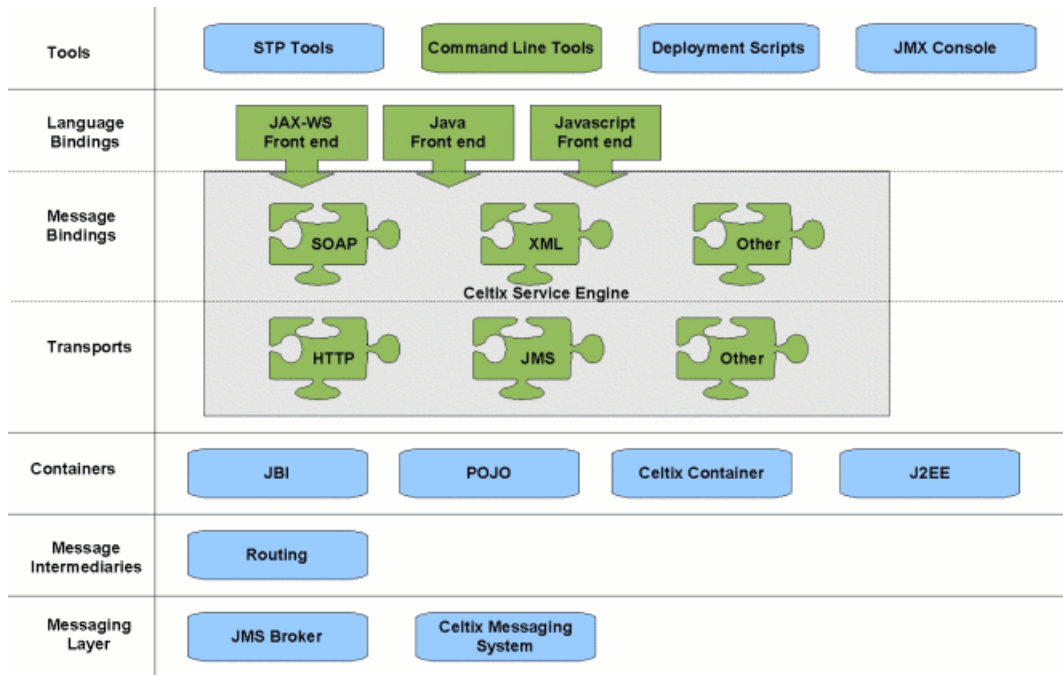 Tools
STP Tools
Command Line Tools
Deployment Scripts
JMX Console
Language
Bindings
JAX-WS
Front end
Java
Front end
Javascript
Front end
Message
Bindings
SOAP
XML
Other
Celtix Service Engine
Transports
HTTP
JMS
Other
Containers
JBI
POJO
Celtix Container
J2EE
Message
Intermediaries
Routing
Messaging
Layer
JMS Broker
Celtix Messaging
System